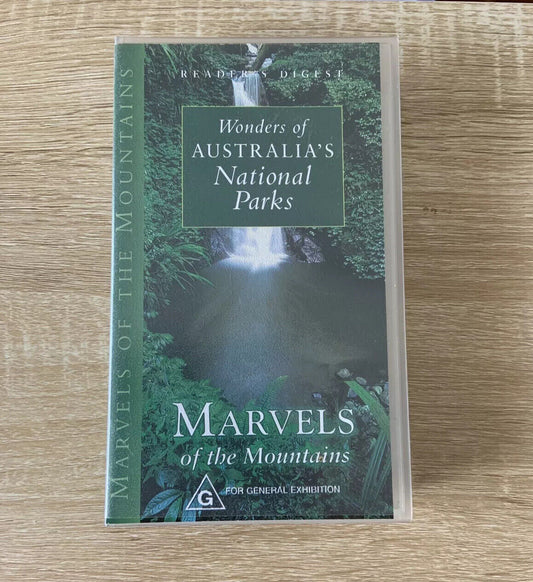 READER'S DIGEST
Wonders of
AUSTRALIA'S
National
Parks
MARVELS
of the Mountains
G FOR GENERAL EXHIBITION
MARVELS OF THE MOUNTAINS